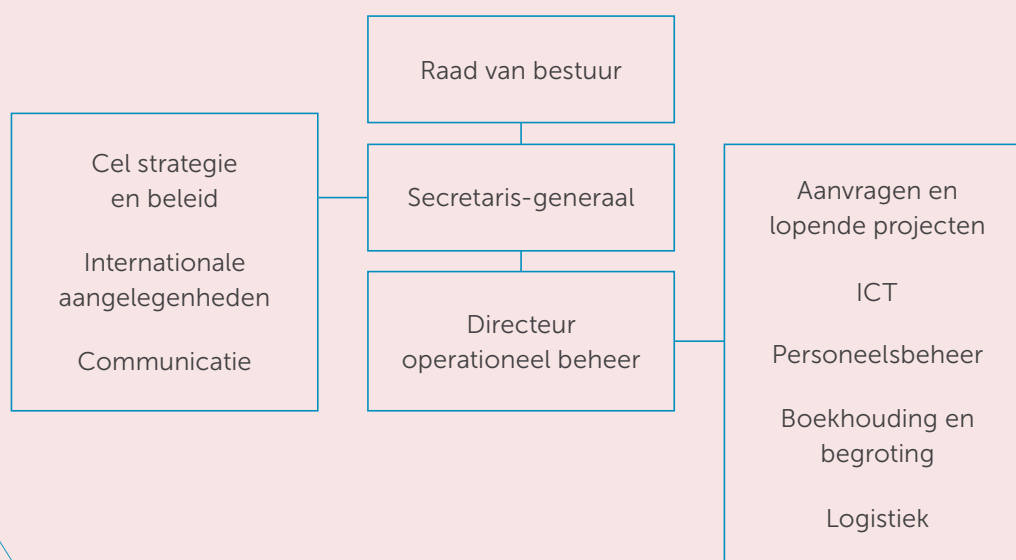 Raad van bestuur
Cel strategie
en beleid
Internationale
aangelegenheden
Communicatie
Secretaris-generaal
Directeur
operationeel beheer
Aanvragen en
lopende projecten
ICT
Personeelsbeheer
Boekhouding en
begroting
Logistiek